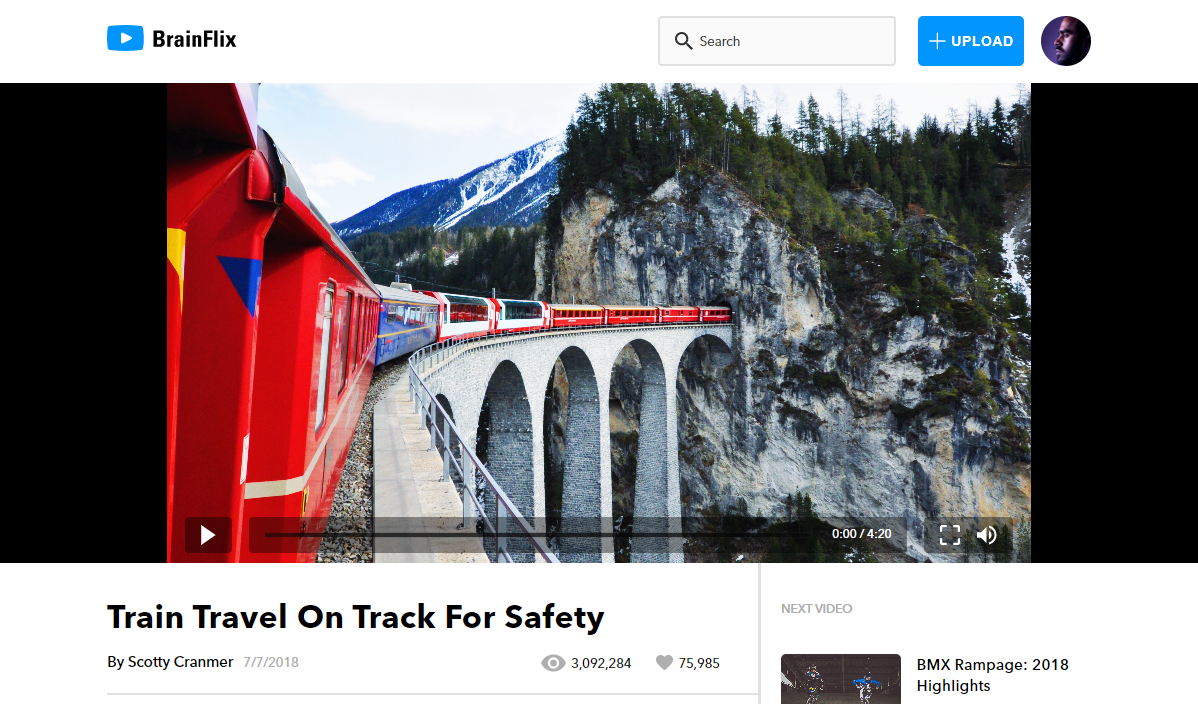 BrainFlix
Search
UPLOAD
0:00 / 4:20
Train Travel On Track For Safety
By Scotty Cranmer 7/7/2018
3,092,284
75,985
NEXT VIDEO
BMX Rampage: 2018
Highlights